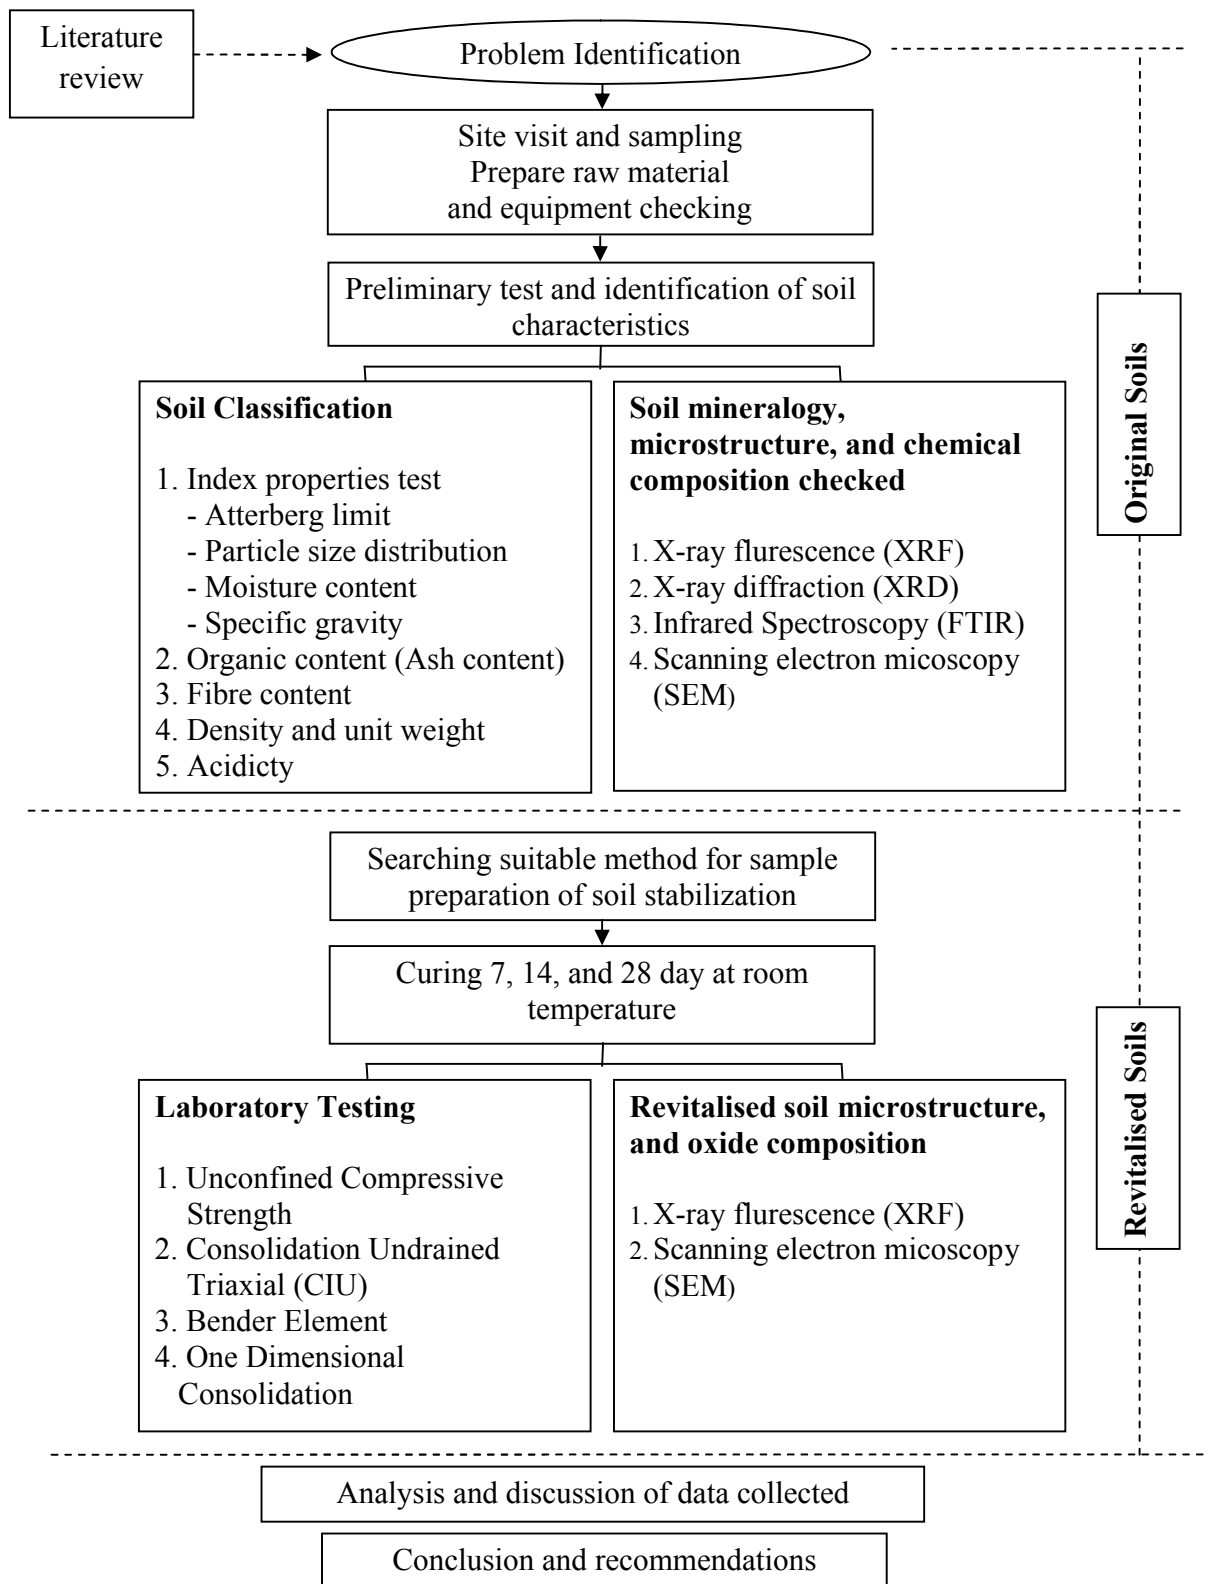 Literature
review
Problem Identification
Site visit and sampling
Prepare raw material
and equipment checking
Preliminary test and identification of soil
characteristics
Soil Classification
1. Index properties test
- Atterberg limit
- Particle size distribution
- Moisture content
- Specific gravity
2. Organic content (Ash content)
3. Fibre content
4. Density and unit weight
5. Acidicty
Soil mineralogy,
microstructure, and chemical
composition checked
1. X-ray flurescence (XRF)
2. X-ray diffraction (XRD)
3. Infrared Spectroscopy (FTIR)
4. Scanning electron micoscopy
(SEM)
Original Soils
Searching suitable method for sample
preparation of soil stabilization
Curing 7, 14, and 28 day at room
temperature
Laboratory Testing
1. Unconfined Compressive
Strength
2. Consolidation Undrained
Triaxial (CIU)
3. Bender Element
4. One Dimensional
Consolidation
Revitalised soil microstructure,
and oxide composition
1. X-ray flurescence (XRF)
2. Scanning electron micoscopy
(SEM)
Revitalised Soils
Analysis and discussion of data collected
Conclusion and recommendations